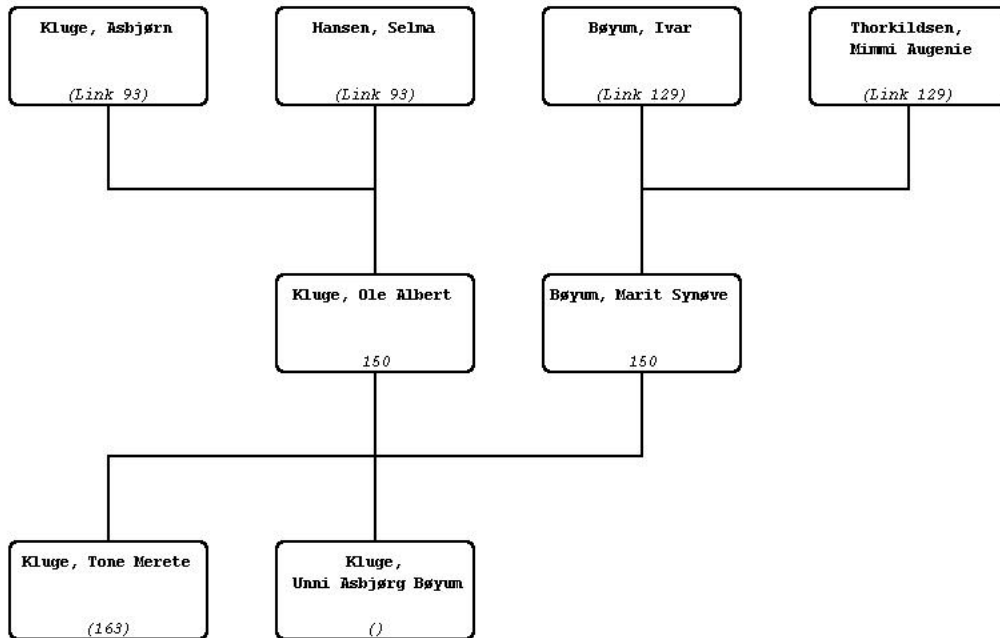 Kluge, Asbjørn
(Link 93)
Hansen, Selma
(Link 93)
Bøyum, Ivar
(Link 129)
Thorkildsen,
Mimmi Augenie
(Link 129)
Kluge, Ole Albert
150
Bøyum, Marit Synøve
150
Kluge, Tone Merete
(163)
Kluge,
Unni Asbjørg Bøyum
()